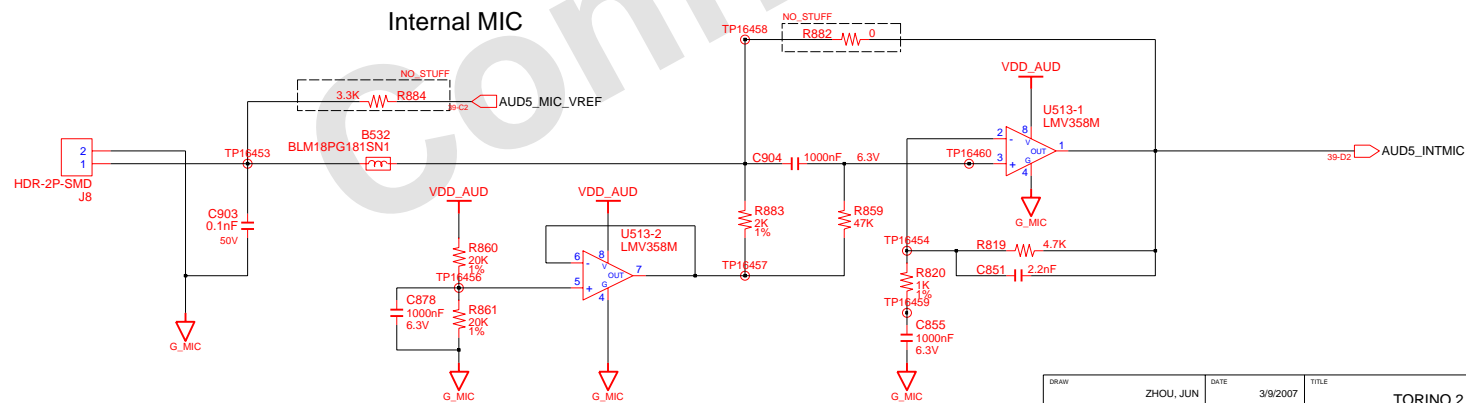 Internal MIC
NO_STUFF
TP16458
R882
0
NO_STUFF
3.3K
R884
39-C2
AUD5_MIC_VREF
VDD_AUD
U513-1
LMV358M
B532
BLM18PG181SN1
2
1
HDR-2P-SMD
J8
TP16453
C904
1000nF
6.3V
TP16460
2
-
3
+
8
V
OUT
G
4
1
39-D2
AUD5_INTMIC
G_MIC
C903
0.1nF
50V
VDD_AUD
VDD_AUD
R883
2K
1%
R859
47K
R860
20K
1%
U513-2
LMV358M
6
-
5
+
8
V
OUT
G
4
7
TP16457
TP16454
R819
4.7K
C851
2.2nF
R820
1K
1%
TP16456
C878
1000nF
6.3V
R861
20K
1%
TP16459
C855
1000nF
6.3V
G_MIC
G_MIC
G_MIC
G_MIC
DRAW
ZHOU, JUN
DATE
3/9/2007
TITLE
TORINO 2